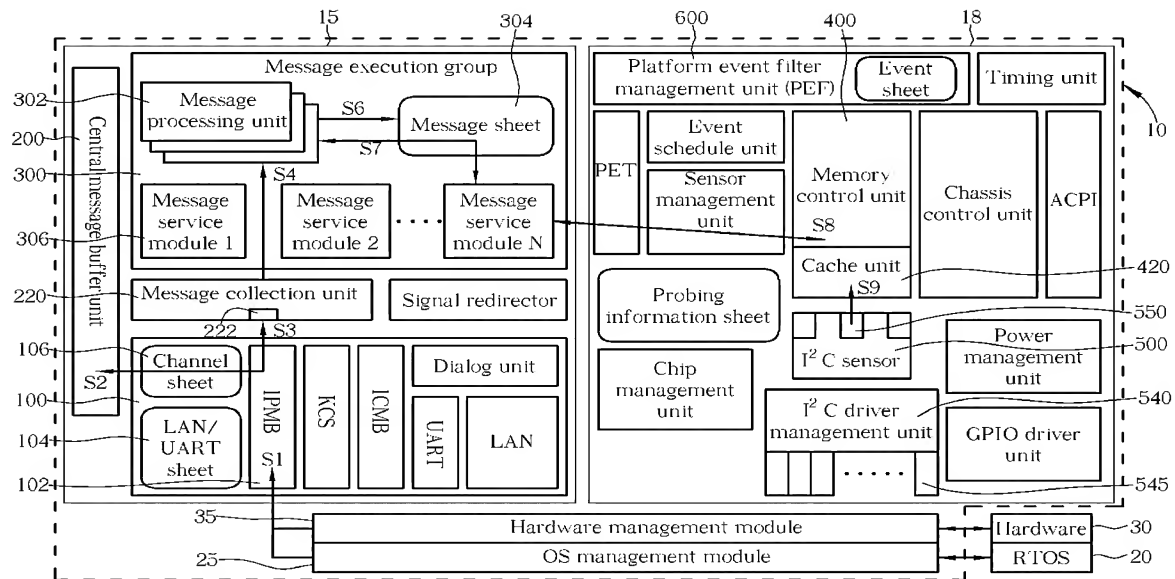 15
304
600
400
18
Message execution group
Platform event filter
management unit (PEF)
Event
sheet
Timing unit
302
Message
processing unit
S6
Message sheet
S7
10
200
Central message buffer unit
300
S4
PET
Event
schedule unit
Sensor
management
unit
Memory
control unit
Chassis
control unit
ACPI
306
Message
service
module 1
Message
service
module 2
Message
service
module N
S8
Cache unit
420
S9
220
Message collection unit
Signal redirector
222
S3
Probing
information sheet
550
I2 C sensor
500
Power
management
unit
106
Channel
sheet
S2
100
IPMB
KCS
ICMB
Dialog unit
Chip
management
unit
540
I2 C driver
management unit
104
LAN/
UART
sheet
UART
LAN
GPIO driver
unit
S1
102
545
35
Hardware management module
Hardware
30
25
OS management module
RTOS
20